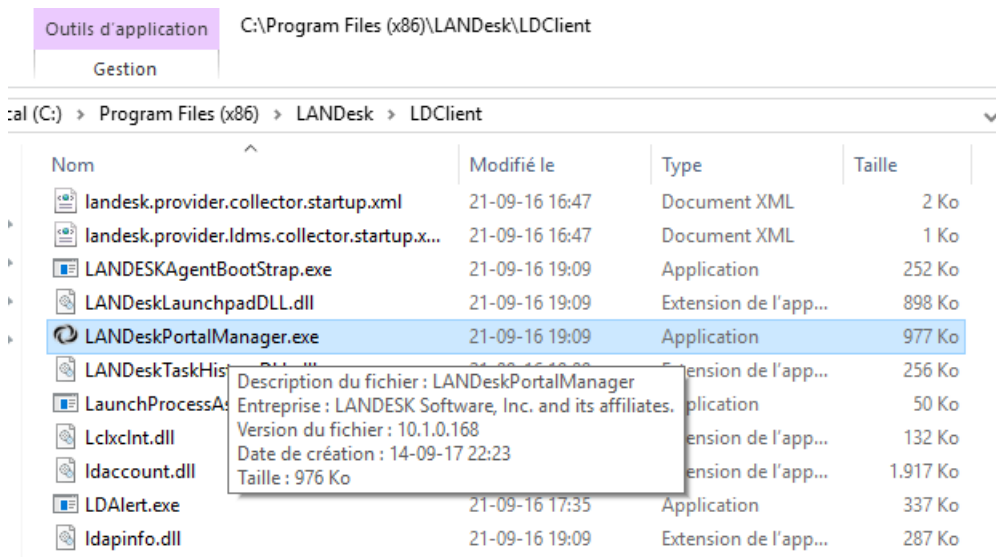 Outils d'application C:\Program Files (x86)\LANDesk\LDClient
Gestion
cal (C:) > Program Files (x86) > LANDesk > LDClient
Nom Modifié le Type Taille
landesk.provider.collector.startup.xml 21-09-16 16:47 Document XML 2 Ko
landesk.provider.ldms.collector.startup.x... 21-09-16 16:47 Document XML 1 Ko
LANDESKAgentBootStrap.exe 21-09-16 19:09 Application 252 Ko
LANDeskLaunchpadDLL.dll 21-09-16 19:09 Extension de l'app... 898 Ko
LANDeskPortalManager.exe 21-09-16 19:09 Application 977 Ko
LANDeskTaskHis ension de l'app... 256 Ko
LaunchProcessAs plication 50 Ko
Lclxclnt.dll ension de l'app... 132 Ko
ldaccount.dll ension de l'app... 1.917 Ko
Description du fichier : LANDeskPortalManager
Entreprise : LANDESK Software, Inc. and its affiliates.
Version du fichier : 10.1.0.168
Date de création : 14-09-17 22:23
Taille : 976 Ko
LDAlert.exe 21-09-16 17:35 Application 337 Ko
ldapinfo.dll 21-09-16 19:09 Extension de l'app... 287 Ko